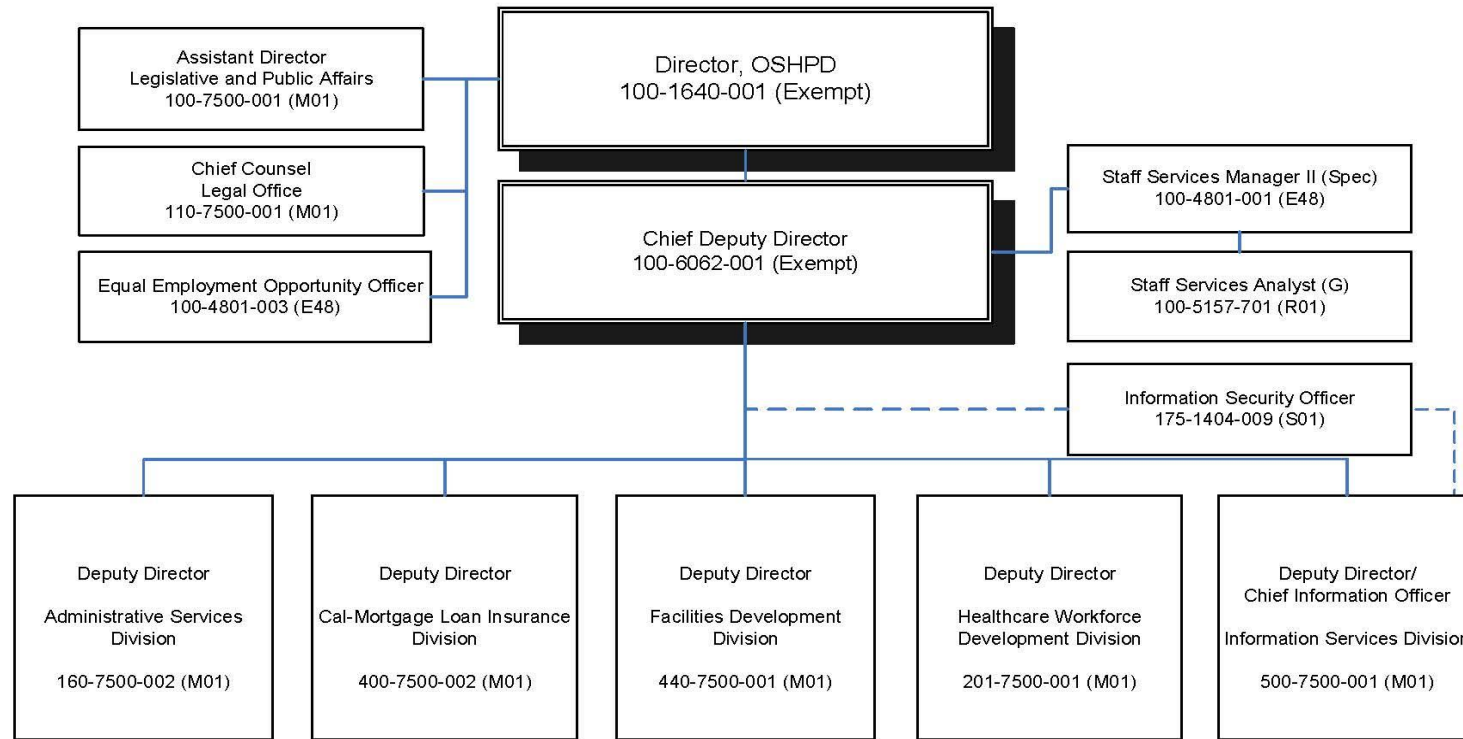 Assistant Director
Legislative and Public Affairs
100-7500-001 (M01)
Director, OSHPD
100-1640-001 (Exempt)
Chief Counsel
Legal Office
110-7500-001 (M01)
Equal Employment Opportunity Officer
100-4801-003 (E48)
Chief Deputy Director
100-6062-001 (Exempt)
Staff Services Manager II (Spec)
100-4801-001 (E48)
Staff Services Analyst (G)
100-5157-701 (R01)
Information Security Officer
175-1404-009 (S01)
Deputy Director
Administrative Services
Division
160-7500-002 (M01)
Deputy Director
Cal-Mortgage Loan Insurance
Division
400-7500-002 (M01)
Deputy Director
Facilities Development
Division
440-7500-001 (M01)
Deputy Director
Healthcare Workforce
Development Division
201-7500-001 (M01)
Deputy Director/
Chief Information Officer
Information Services Division
500-7500-001 (M01)